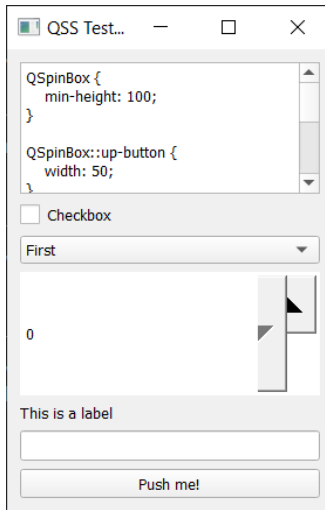 QSS Test...
QSpinBox {
    min-height: 100;
}

QSpinBox::up-button {
    width: 50;
}
Checkbox
First
0
This is a label
Push me!